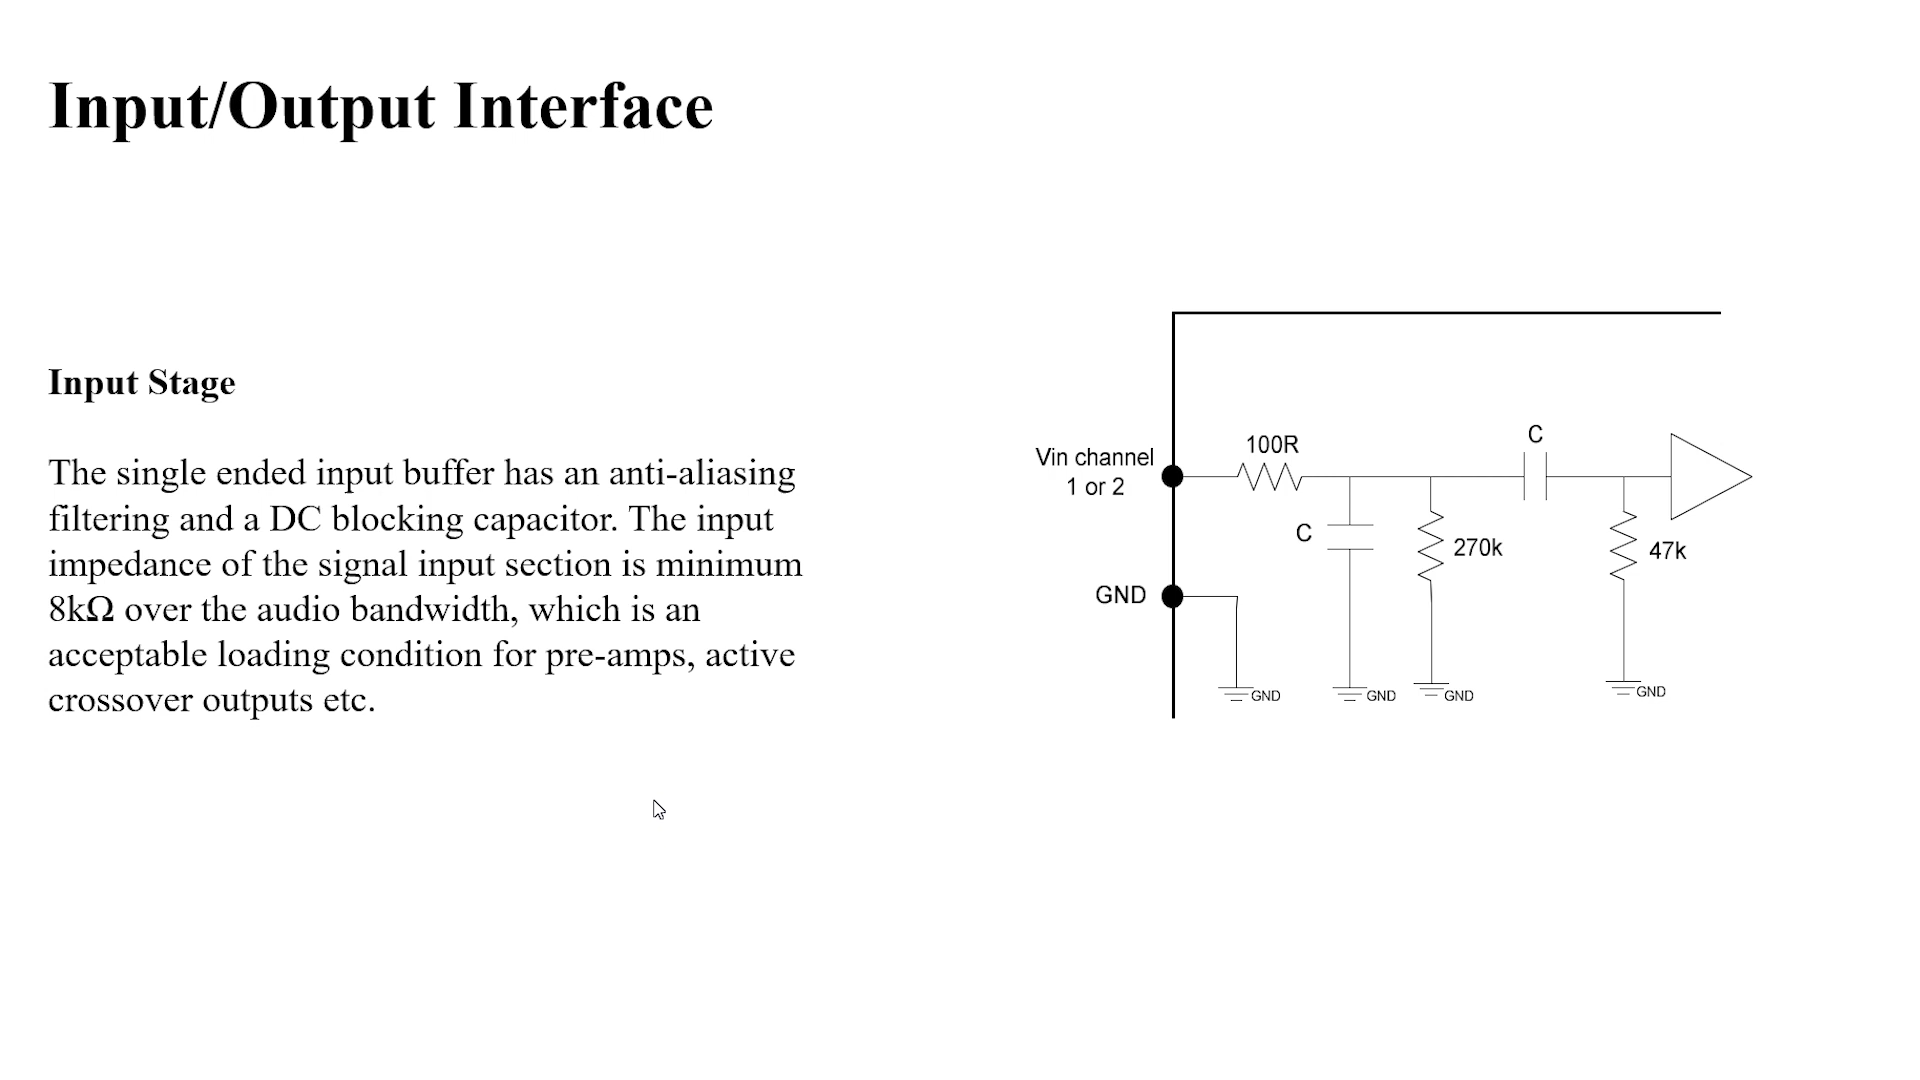 Input/Output Interface
Input Stage
The single ended input buffer has an anti-aliasing
filtering and a DC blocking capacitor. The input
impedance of the signal input section is minimum
8kΩ over the audio bandwidth, which is an
acceptable loading condition for pre-amps, active
crossover outputs etc.
Vin channel
1 or 2
100R
C
C
270k
47k
GND
GND
GND
GND
GND